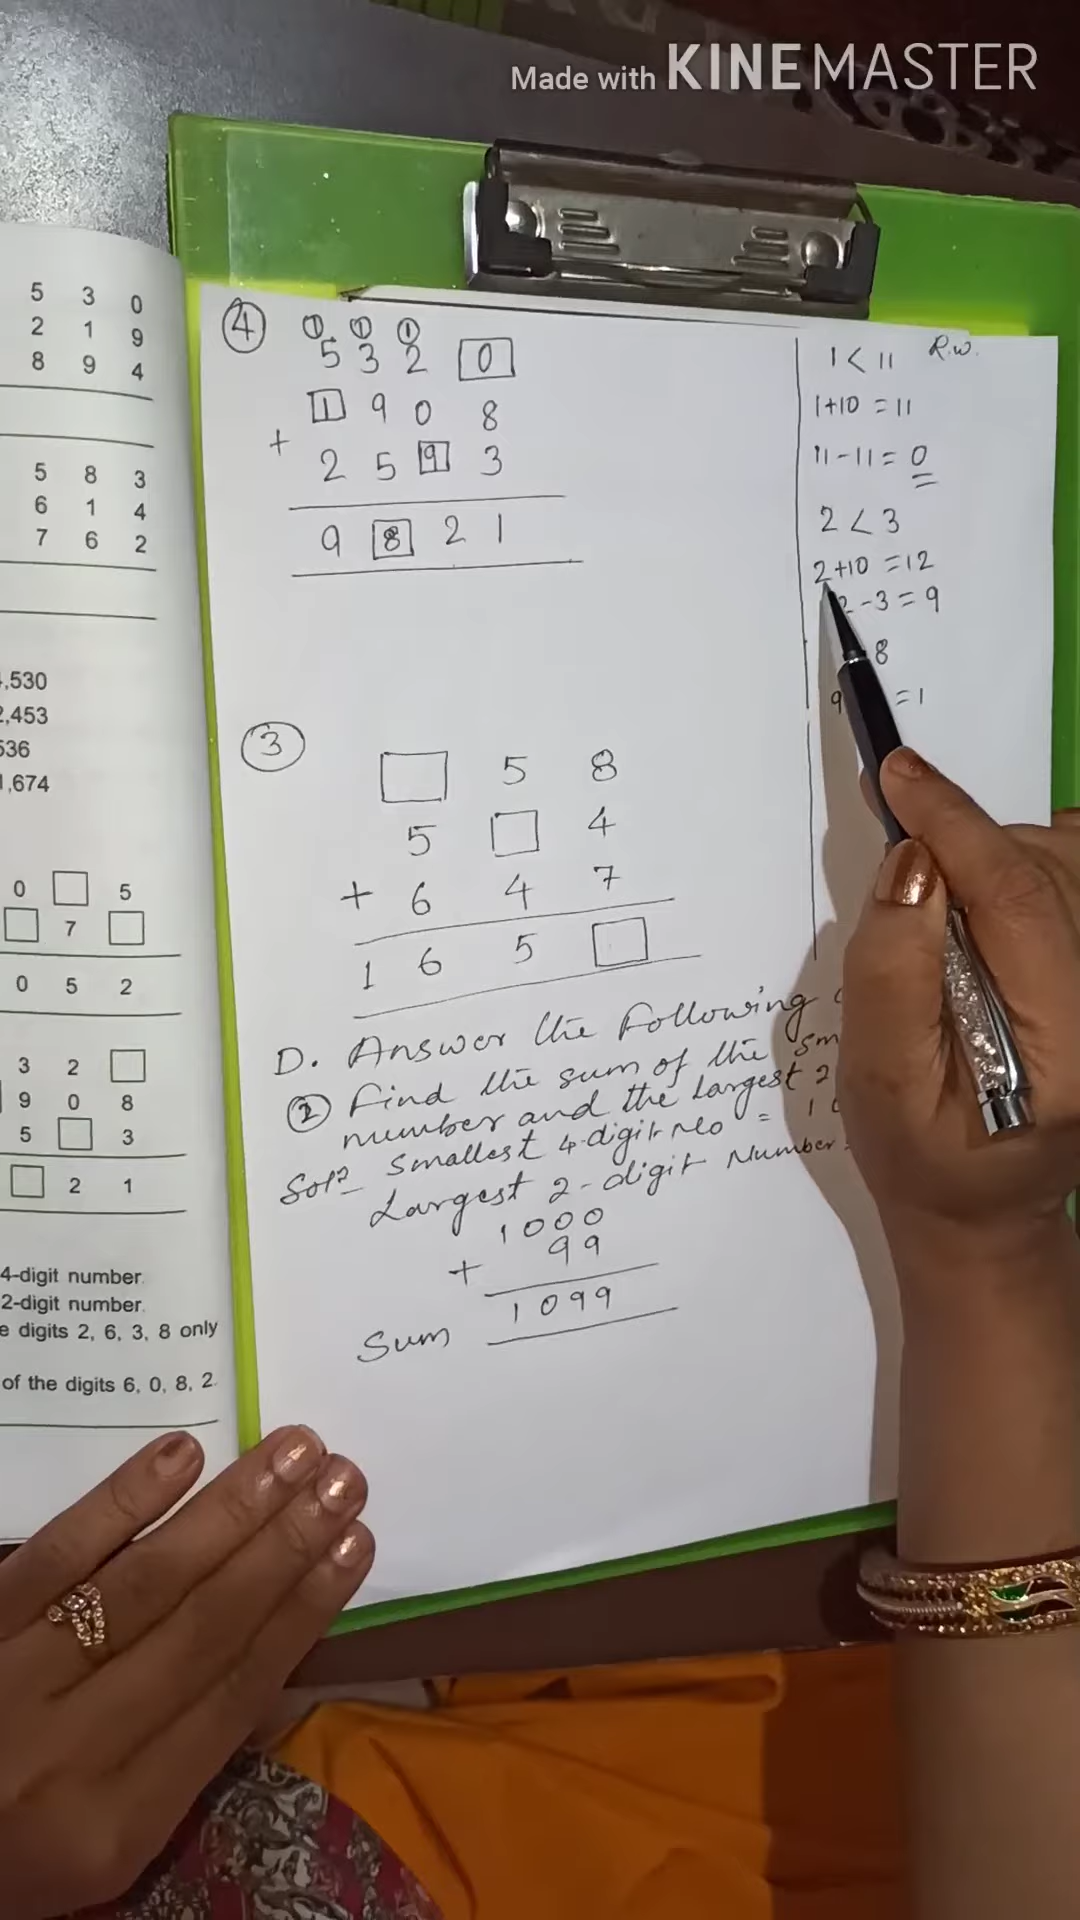 Made with KINEMASTER
5 3 0
2 1 9
8 9 4
5 8 3
6 1 4
7 6 2
,530
,453
536
,674
0 5
7
0 5 2
3 2
9 0 8
5 3
2 1
4-digit number.
2-digit number.
e digits 2, 6, 3, 8 only
of the digits 6, 0, 8, 2.
4
1 1 1
5 3 2 0
1 9 0 8
+ 2 5 9 3
9 8 2 1
R.W.
1 < 11
1+10 = 11
11-11 = 0
2 < 3
2+10 = 12
2-3 = 9
8
9 = 1
3
5 8
5 4
+ 6 4 7
1 6 5
D. Answer the following
2 Find the sum of the sm
number and the largest 2
Solⁿ Smallest 4-digit No = 1
Largest 2-digit Number =
1000
+ 99
Sum 1099